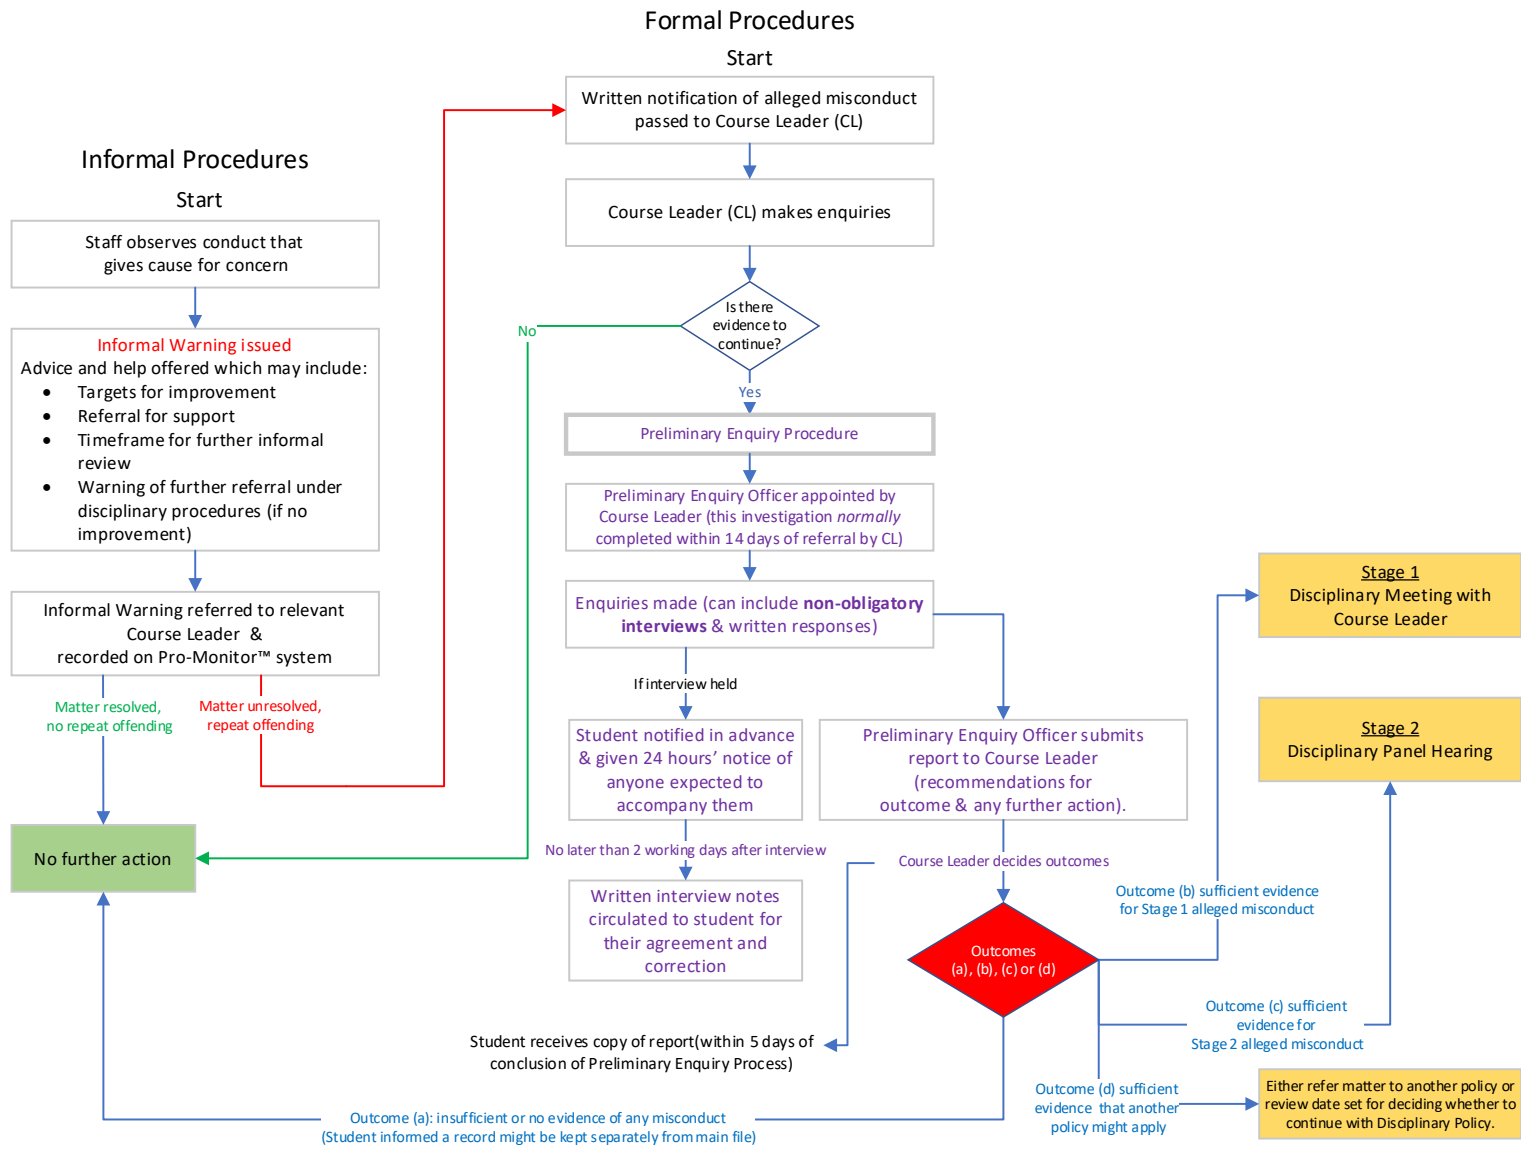 Formal Procedures
Start
Written notification of alleged misconduct
passed to Course Leader (CL)
Course Leader (CL) makes enquiries
Is there
evidence to
continue?
No
Yes
Preliminary Enquiry Procedure
Preliminary Enquiry Officer appointed by
Course Leader (this investigation normally
completed within 14 days of referral by CL)
Enquiries made (can include non-obligatory
interviews & written responses)
If interview held
Student notified in advance
& given 24 hours’ notice of
anyone expected to
accompany them
No later than 2 working days after interview
Written interview notes
circulated to student for
their agreement and
correction
Preliminary Enquiry Officer submits
report to Course Leader
(recommendations for
outcome & any further action).
Course Leader decides outcomes
Outcomes
(a), (b), (c) or (d)
Student receives copy of report(within 5 days of
conclusion of Preliminary Enquiry Process)
Outcome (a): insufficient or no evidence of any misconduct
(Student informed a record might be kept separately from main file)
Outcome (b) sufficient evidence
for Stage 1 alleged misconduct
Outcome (c) sufficient
evidence for
Stage 2 alleged misconduct
Outcome (d) sufficient
evidence that another
policy might apply
Stage 1
Disciplinary Meeting with
Course Leader
Stage 2
Disciplinary Panel Hearing
Either refer matter to another policy or
review date set for deciding whether to
continue with Disciplinary Policy.
Informal Procedures
Start
Staff observes conduct that
gives cause for concern
Informal Warning issued
Advice and help offered which may include:
• Targets for improvement
• Referral for support
• Timeframe for further informal
review
• Warning of further referral under
disciplinary procedures (if no
improvement)
Informal Warning referred to relevant
Course Leader &
recorded on Pro-Monitor™ system
Matter resolved,
no repeat offending
Matter unresolved,
repeat offending
No further action